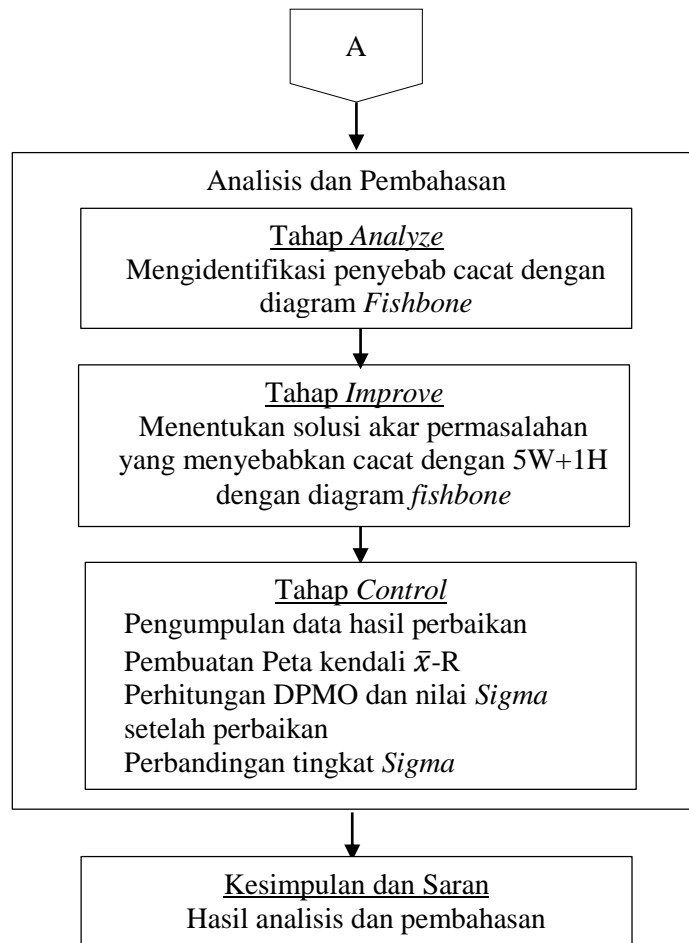 A
Analisis dan Pembahasan
Tahap Analyze
Mengidentifikasi penyebab cacat dengan
diagram Fishbone
Tahap Improve
Menentukan solusi akar permasalahan
yang menyebabkan cacat dengan 5W+1H
dengan diagram fishbone
Tahap Control
Pengumpulan data hasil perbaikan
Pembuatan Peta kendali x̄-R
Perhitungan DPMO dan nilai Sigma
setelah perbaikan
Perbandingan tingkat Sigma
Kesimpulan dan Saran
Hasil analisis dan pembahasan